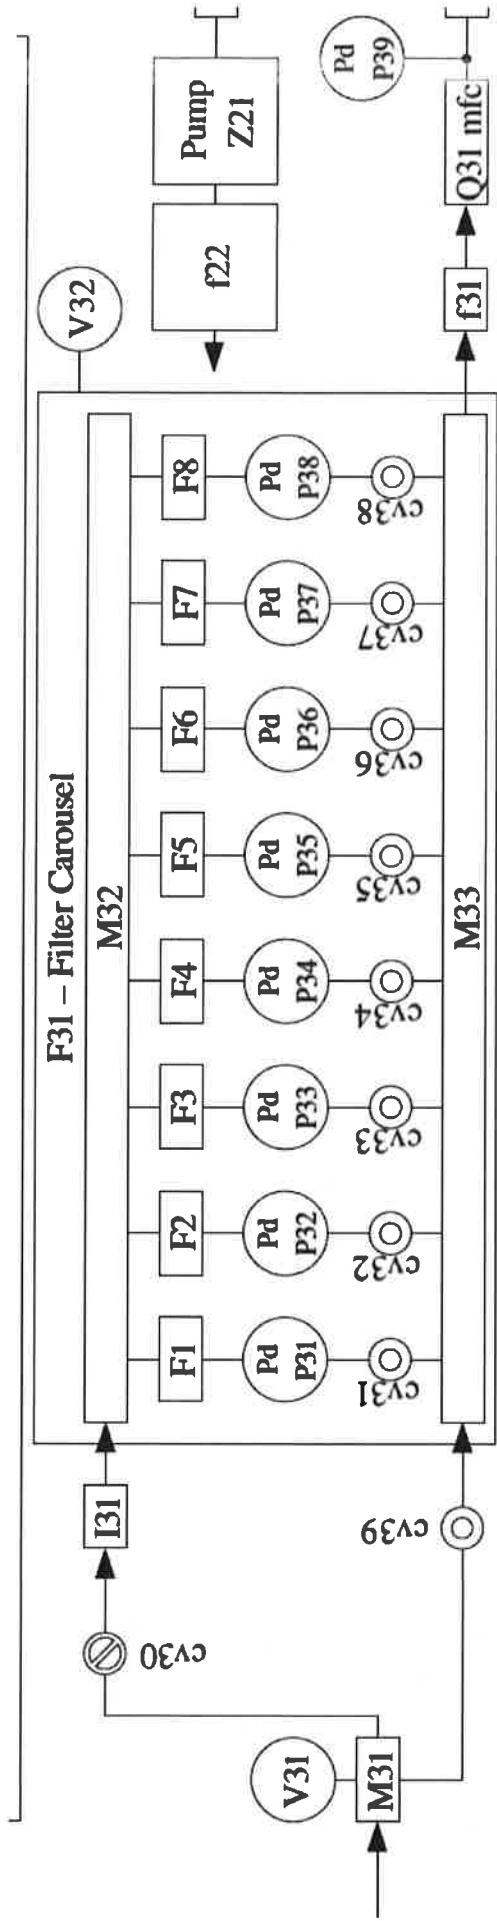 F31 – Filter Carousel
M32
V32
F1
F2
F3
F4
F5
F6
F7
F8
Pd
P31
Pd
P32
Pd
P33
Pd
P34
Pd
P35
Pd
P36
Pd
P37
Pd
P38
cv31
cv32
cv33
cv34
cv35
cv36
cv37
cv38
M33
I31
cv30
cv39
V31
M31
Pump
Z21
f22
Pd
P39
f31
Q31 mfc